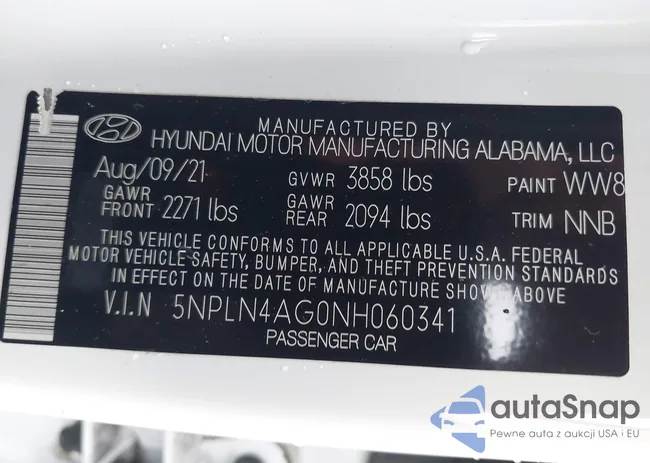 MANUFACTURED BY
HYUNDAI MOTOR MANUFACTURING ALABAMA, LLC
Aug/09/21 GVWR 3858 lbs PAINT WW8
GAWR FRONT 2271 lbs GAWR REAR 2094 lbs TRIM NNB
THIS VEHICLE CONFORMS TO ALL APPLICABLE U.S.A. FEDERAL
MOTOR VEHICLE SAFETY, BUMPER, AND THEFT PREVENTION STANDARDS
IN EFFECT ON THE DATE OF MANUFACTURE SHOWN ABOVE
V.I.N 5NPLN4AG0NH060341
PASSENGER CAR
autaSnap
Pewne auta z aukcji USA i EU